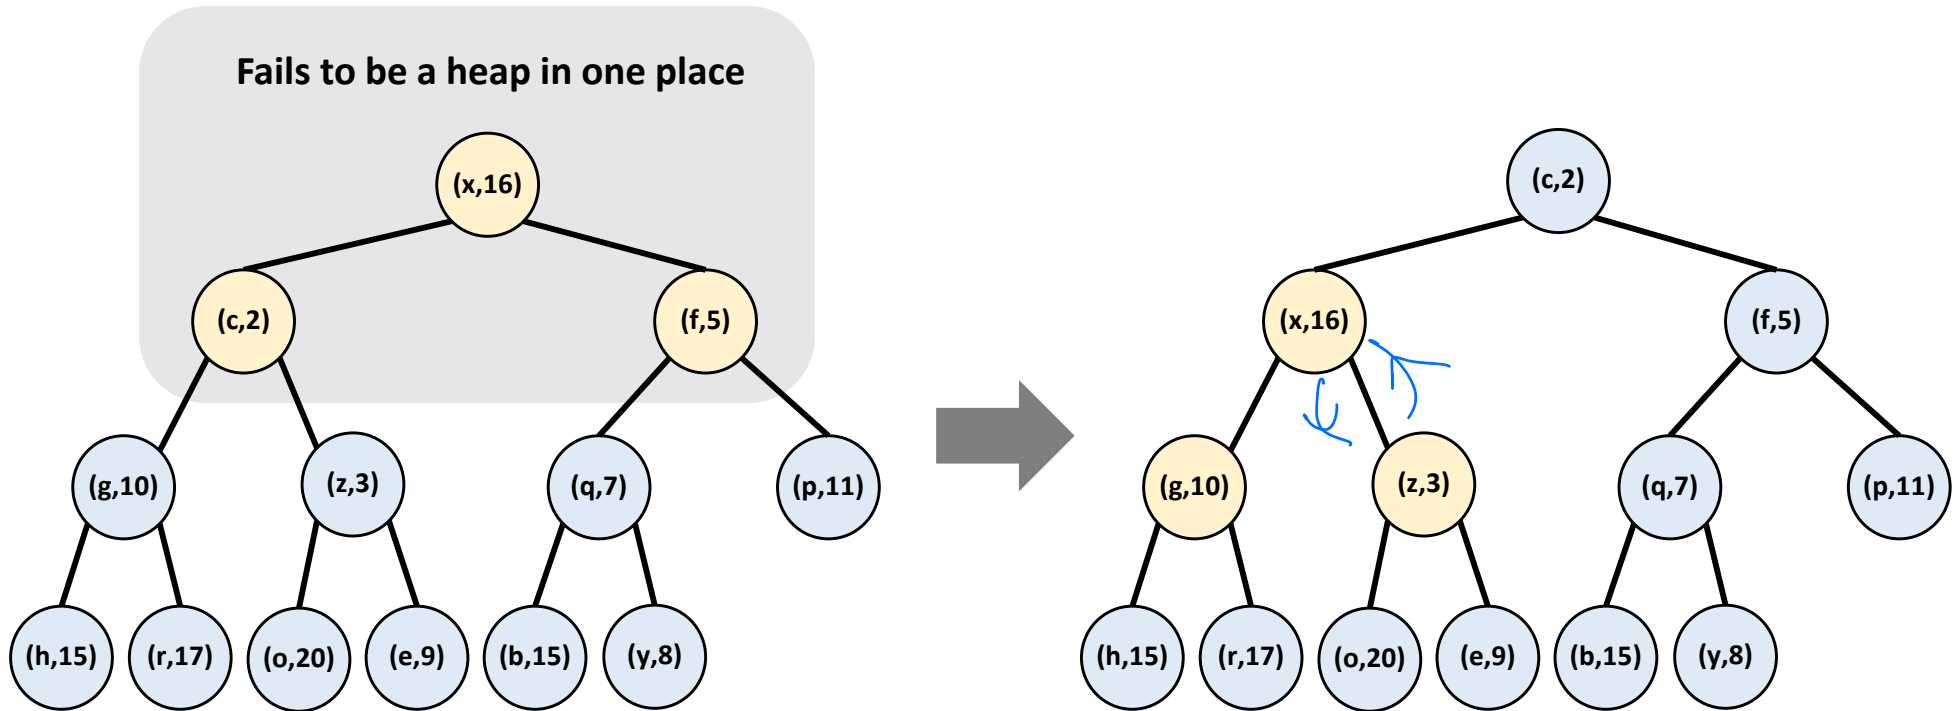 Fails to be a heap in one place
(x,16)
(c,2)
(f,5)
(g,10)
(z,3)
(q,7)
(p,11)
(h,15)
(r,17)
(o,20)
(e,9)
(b,15)
(y,8)
(c,2)
(x,16)
(f,5)
(g,10)
(z,3)
(q,7)
(p,11)
(h,15)
(r,17)
(o,20)
(e,9)
(b,15)
(y,8)